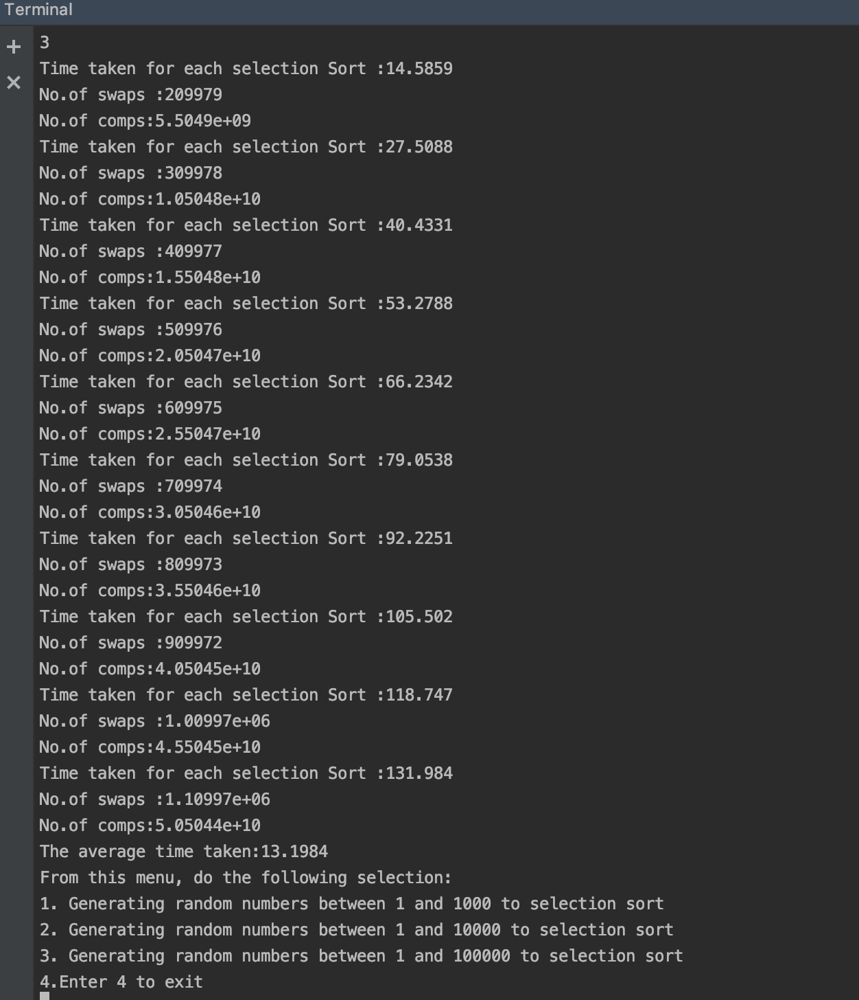 Terminal
3
Time taken for each selection Sort :14.5859
No.of swaps :209979
No.of comps:5.5049e+09
Time taken for each selection Sort :27.5088
No.of swaps :309978
No.of comps:1.05048e+10
Time taken for each selection Sort :40.4331
No.of swaps :409977
No.of comps:1.55048e+10
Time taken for each selection Sort :53.2788
No.of swaps :509976
No.of comps:2.05047e+10
Time taken for each selection Sort :66.2342
No.of swaps :609975
No.of comps:2.55047e+10
Time taken for each selection Sort :79.0538
No.of swaps :709974
No.of comps:3.05046e+10
Time taken for each selection Sort :92.2251
No.of swaps :809973
No.of comps:3.55046e+10
Time taken for each selection Sort :105.502
No.of swaps :909972
No.of comps:4.05045e+10
Time taken for each selection Sort :118.747
No.of swaps :1.00997e+06
No.of comps:4.55045e+10
Time taken for each selection Sort :131.984
No.of swaps :1.10997e+06
No.of comps:5.05044e+10
The average time taken:13.1984
From this menu, do the following selection:
1. Generating random numbers between 1 and 1000 to selection sort
2. Generating random numbers between 1 and 10000 to selection sort
3. Generating random numbers between 1 and 100000 to selection sort
4.Enter 4 to exit